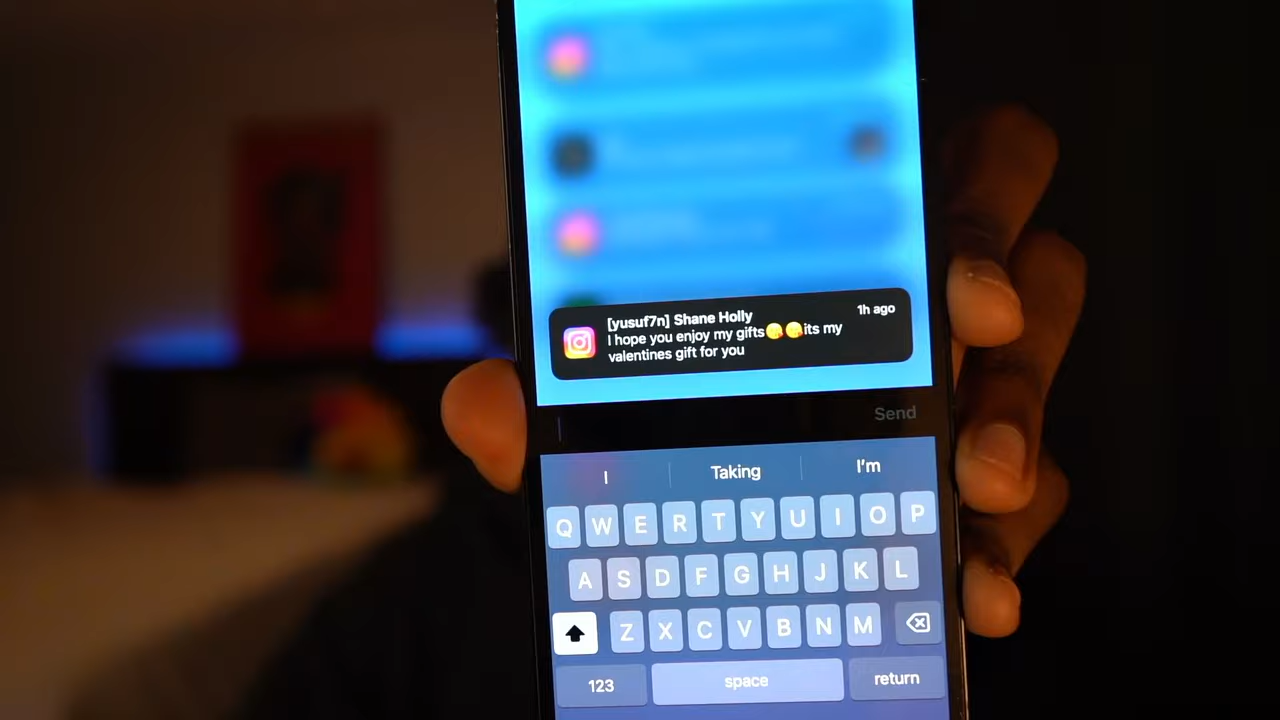 [yusuf7n] Shane Holly
1h ago
I hope you enjoy my gifts😘😘its my
valentines gift for you
Send
I
Taking
I'm
Q W E R T Y U I O P
A S D F G H J K L
Z X C V B N M
123
space
return